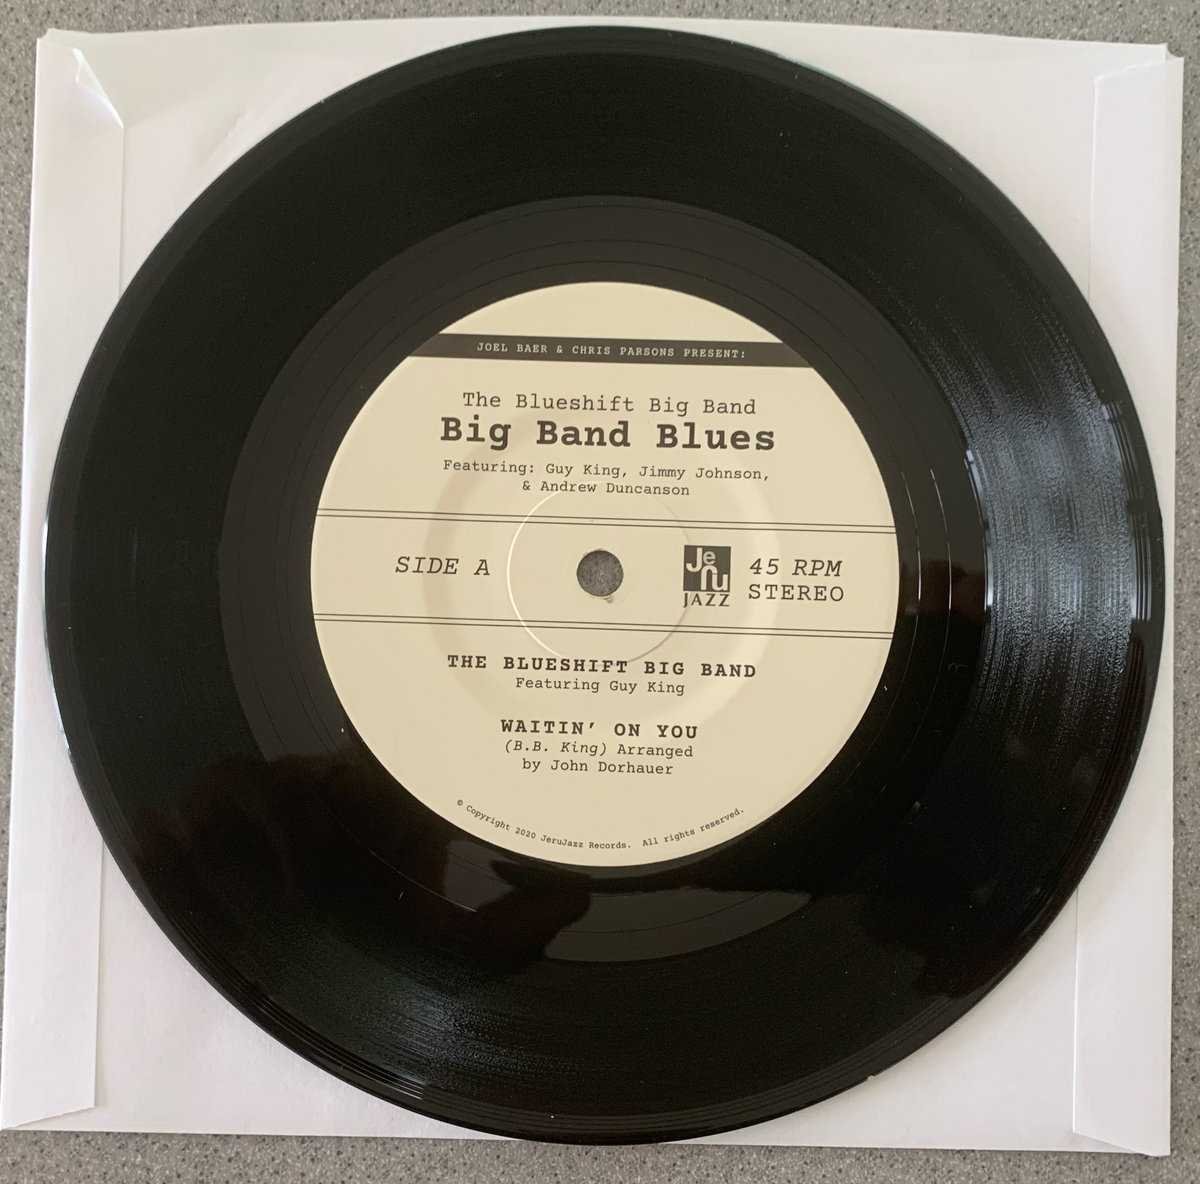 JOEL BAER & CHRIS PARSONS PRESENT:
The Blueshift Big Band
Big Band Blues
Featuring: Guy King, Jimmy Johnson,
& Andrew Duncanson
SIDE A
Je
ru
JAZZ
45 RPM
STEREO
THE BLUESHIFT BIG BAND
Featuring Guy King
WAITIN' ON YOU
(B.B. King) Arranged
by John Dorhauer
© Copyright 2020 JeruJazz Records. All rights reserved.